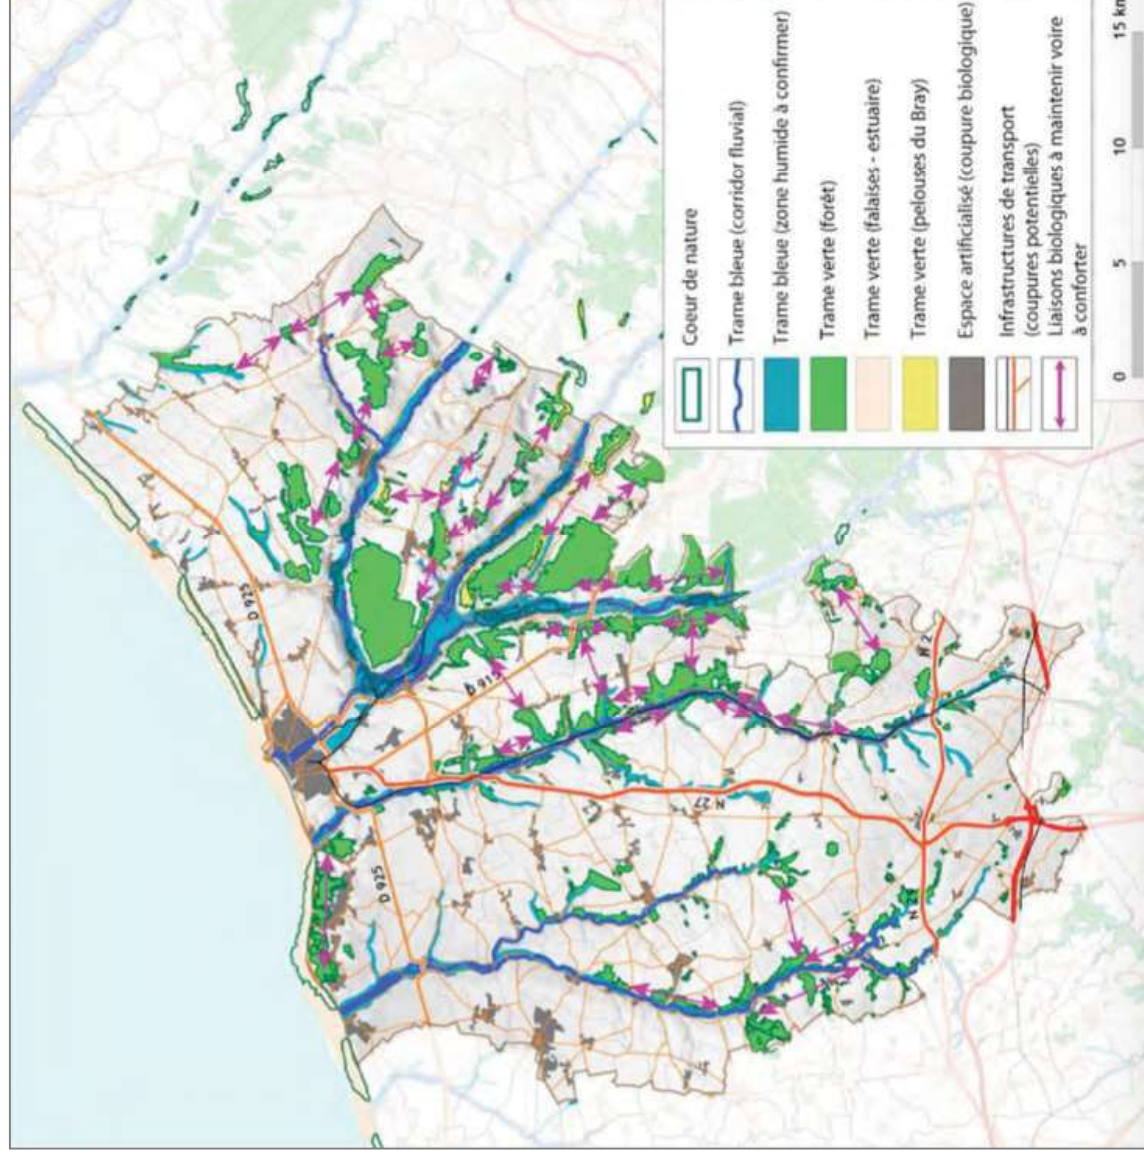 D 925
D 915
D 925
N 27
N 2
N 2
Coeur de nature
Trame bleue (corridor fluvial)
Trame bleue (zone humide à confirmer)
Trame verte (forêt)
Trame verte (falaises - estuaire)
Trame verte (pelouses du Bray)
Espace artificialisé (coupure biologique)
Infrastructures de transport
(coupures potentielles)
Liaisons biologiques à maintenir voire
à conforter
0 5 10 15 km